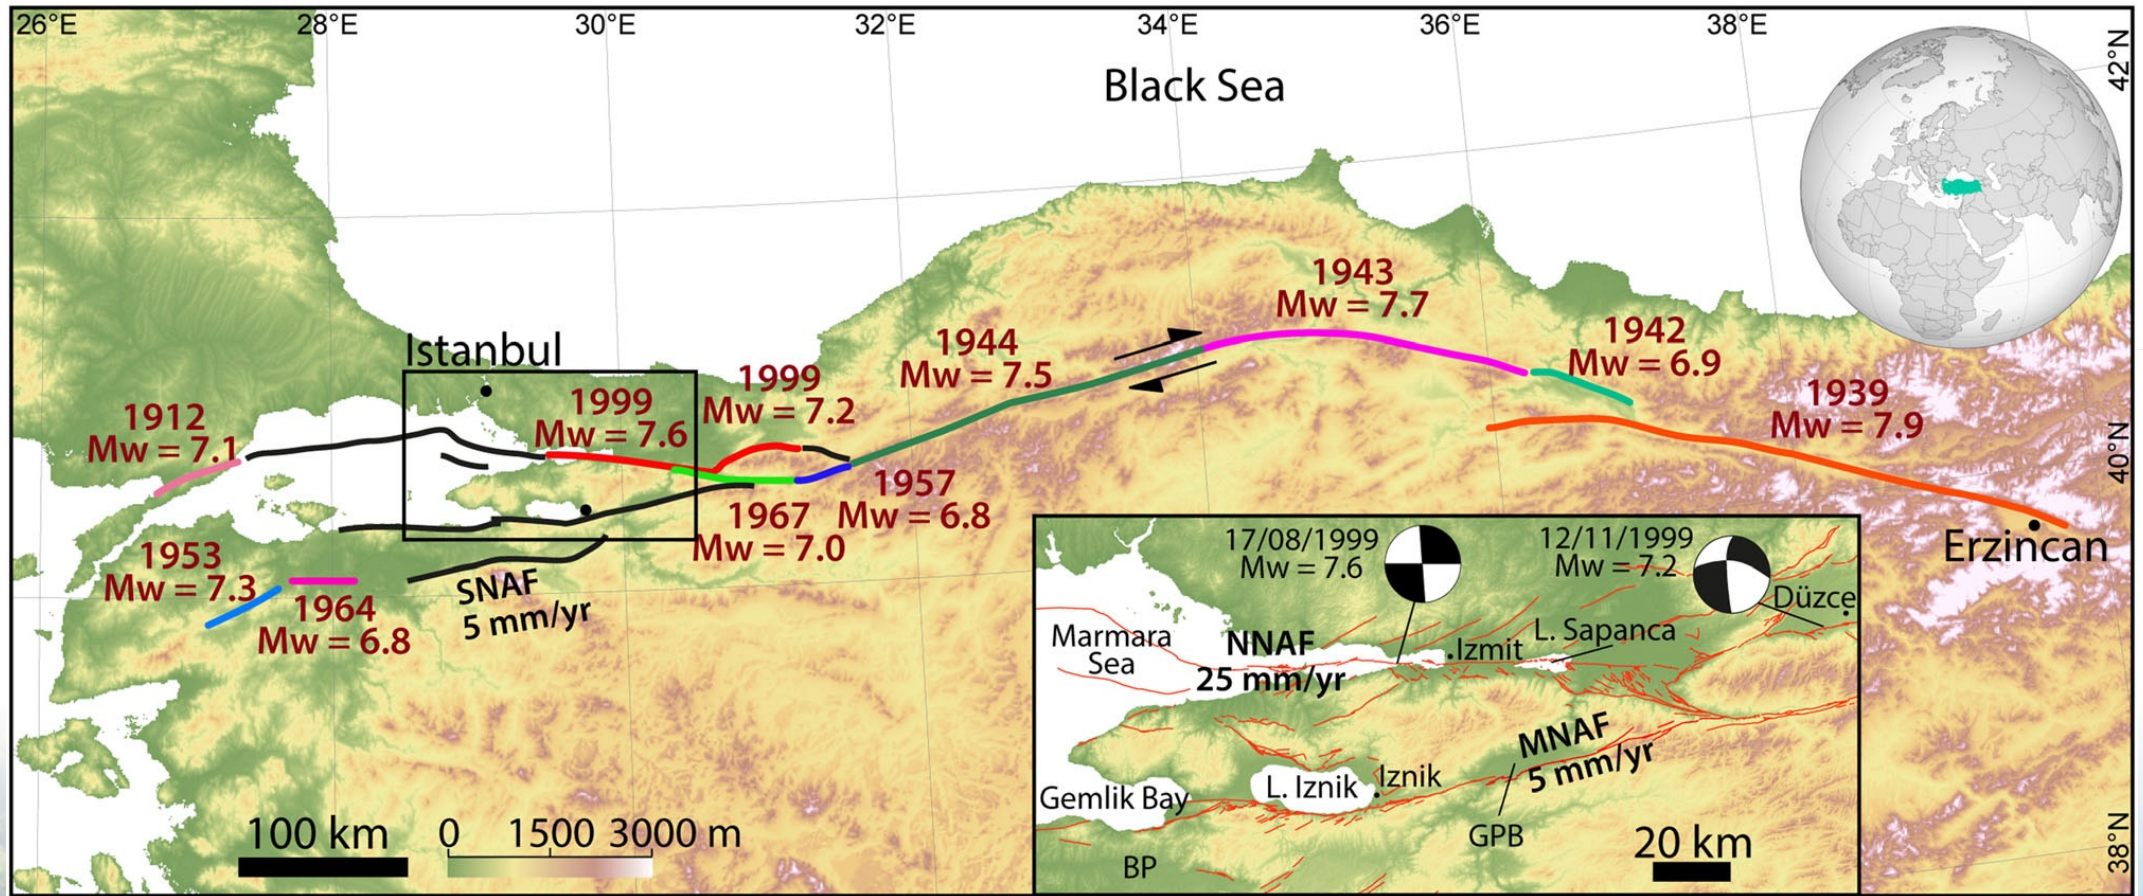 26°E
28°E
30°E
32°E
34°E
36°E
38°E
42°N
Black Sea
1943
Mw = 7.7
1942
Mw = 6.9
1944
Mw = 7.5
Istanbul
1999
Mw = 7.2
1999
Mw = 7.6
1939
Mw = 7.9
1912
Mw = 7.1
40°N
1957
Mw = 6.8
1967
Mw = 7.0
Erzincan
1953
Mw = 7.3
1964
Mw = 6.8
SNAF
5 mm/yr
17/08/1999
Mw = 7.6
12/11/1999
Mw = 7.2
Düzce
Marmara
Sea
NNAF
25 mm/yr
Izmit
L. Sapanca
MNAF
5 mm/yr
Gemlik Bay
L. Iznik
Iznik
GPB
BP
20 km
100 km
0 1500 3000 m
38°N